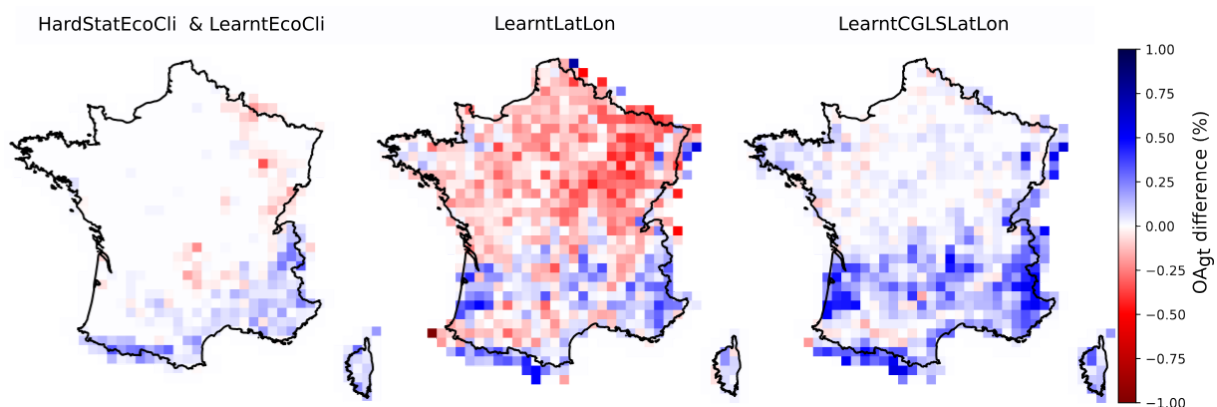 HardStatEcoCli & LearntEcoCli
LearntLatLon
LearntCGLSLatLon
1.00
0.75
0.50
0.25
0.00
−0.25
−0.50
−0.75
−1.00
OAgt difference (%)